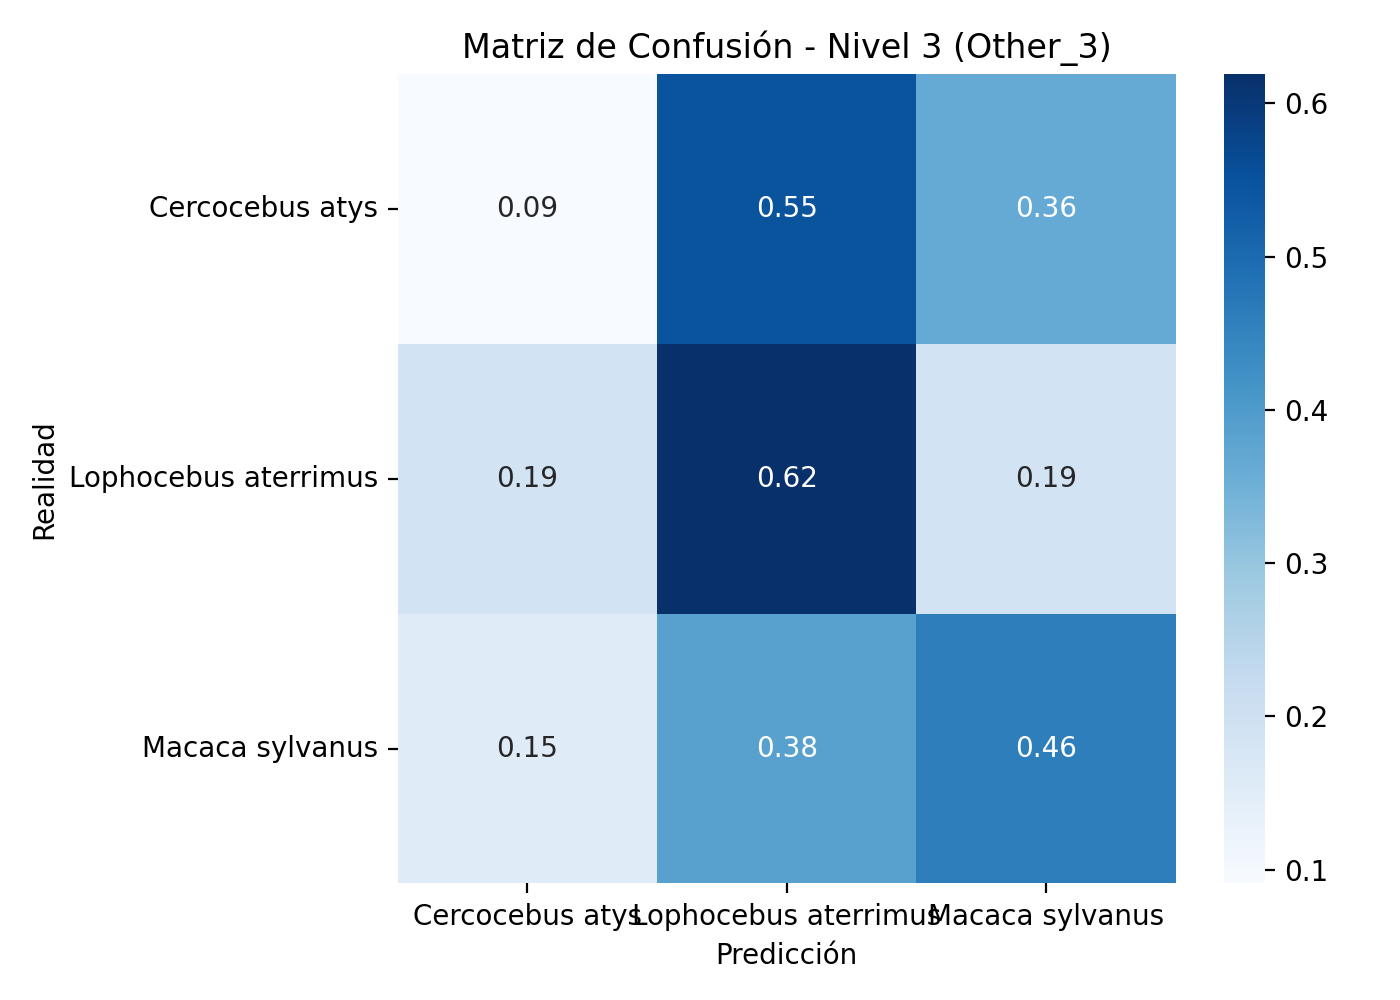 Matriz de Confusión - Nivel 3 (Other_3)
Cercocebus atys
0.09 0.55 0.36
Lophocebus aterrimus
0.19 0.62 0.19
Macaca sylvanus
0.15 0.38 0.46
Realidad
Cercocebus atys Lophocebus aterrimus Macaca sylvanus
Predicción
0.6
0.5
0.4
0.3
0.2
0.1